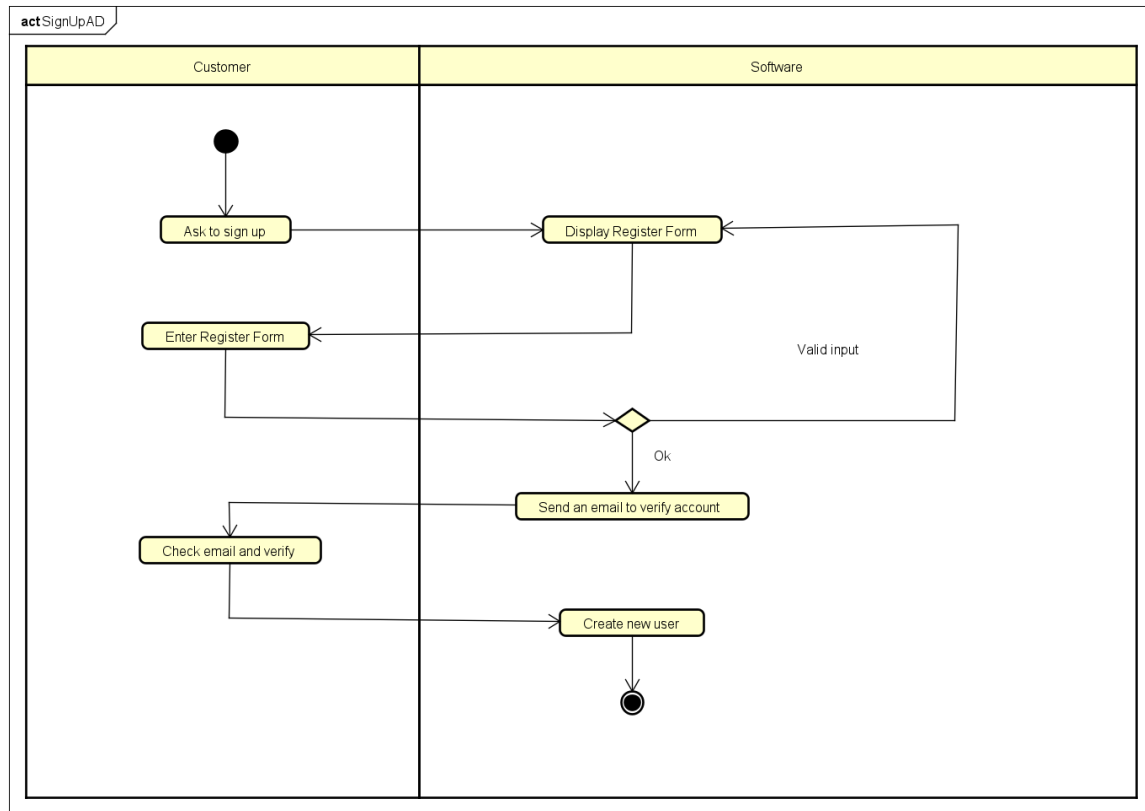 act SignUpAD
Customer
Software
Ask to sign up
Display Register Form
Enter Register Form
Valid input
Ok
Send an email to verify account
Check email and verify
Create new user